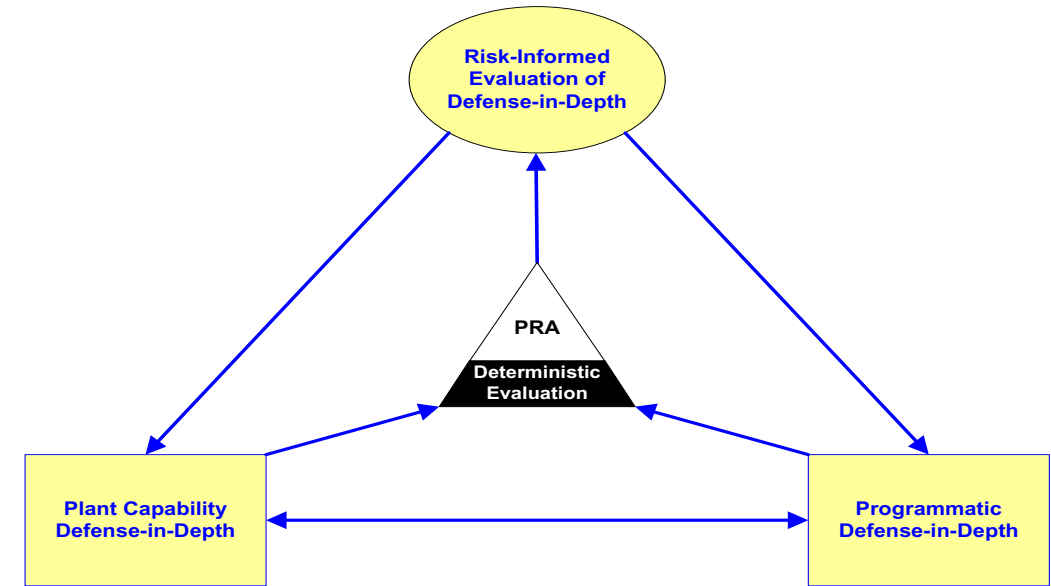 Risk-Informed
Evaluation of
Defense-in-Depth
PRA
Deterministic
Evaluation
Plant Capability
Defense-in-Depth
Programmatic
Defense-in-Depth